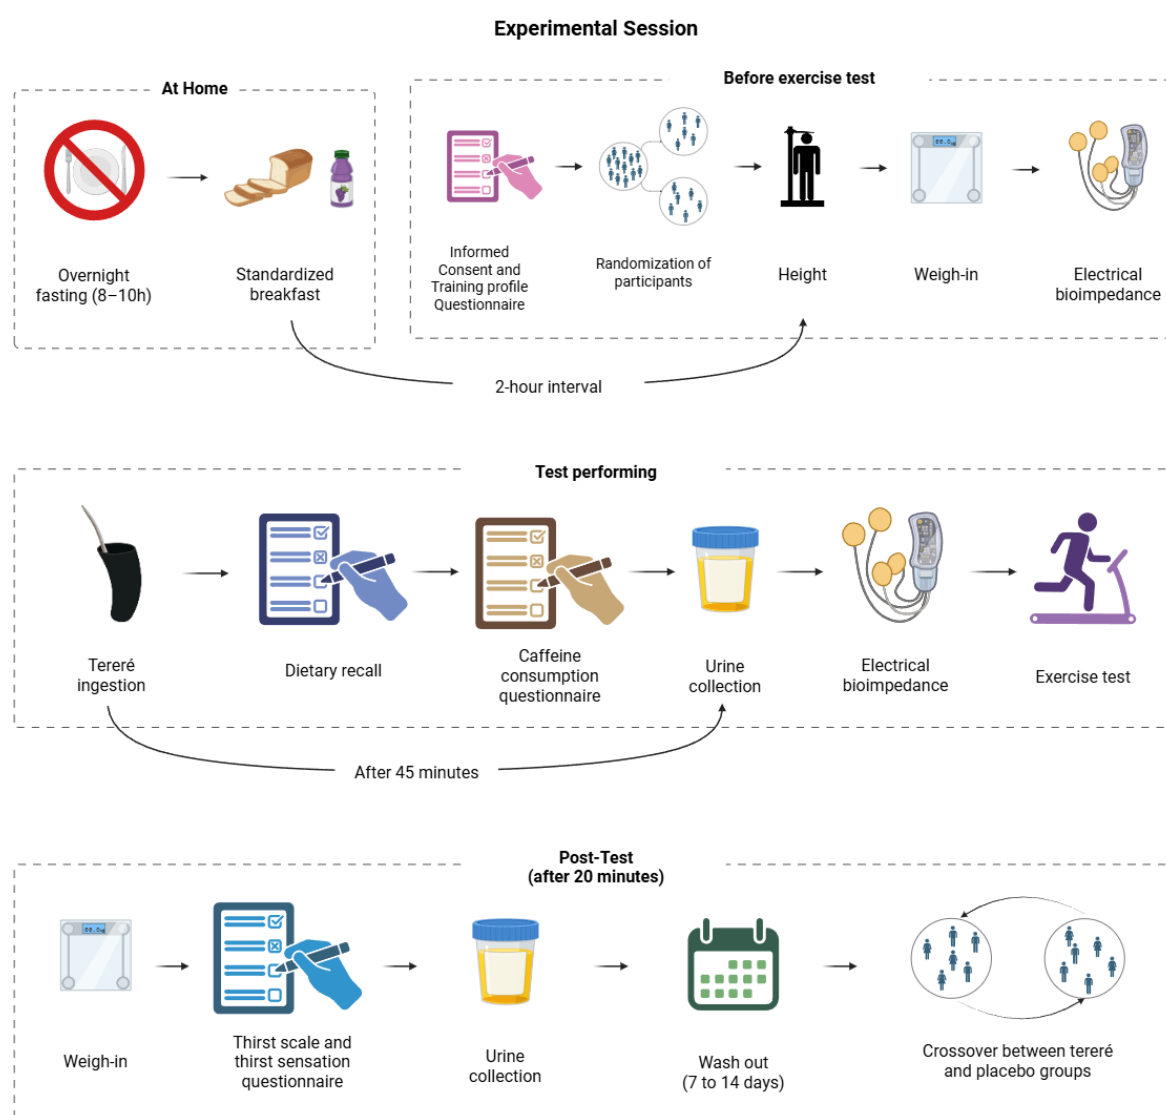 Experimental Session
At Home
Overnight
fasting (8–10h)
Standardized
breakfast
Before exercise test
Informed
Consent and
Training profile
Questionnaire
Randomization of
participants
Height
Weigh-in
Electrical
bioimpedance
2-hour interval
Test performing
Tereré
ingestion
Dietary recall
Caffeine
consumption
questionnaire
Urine
collection
Electrical
bioimpedance
Exercise test
After 45 minutes
Post-Test
(after 20 minutes)
Weigh-in
Thirst scale and
thirst sensation
questionnaire
Urine
collection
Wash out
(7 to 14 days)
Crossover between tereré
and placebo groups